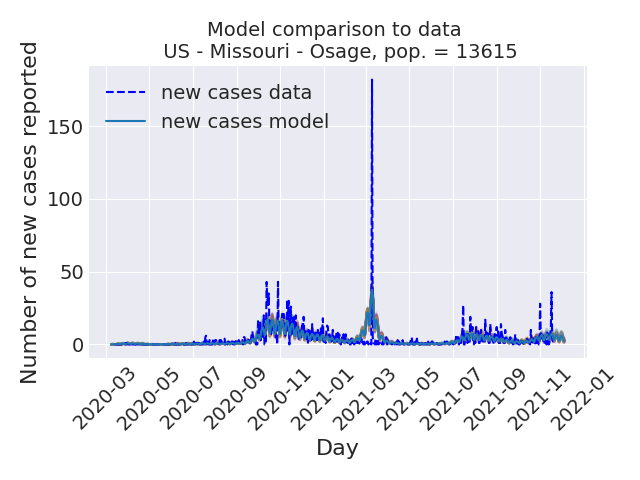 Model comparison to data
US - Missouri - Osage, pop. = 13615
Number of new cases reported
new cases data
new cases model
150
100
50
0
2020-03
2020-05
2020-07
2020-09
2020-11
2021-01
2021-03
2021-05
2021-07
2021-09
2021-11
2022-01
Day